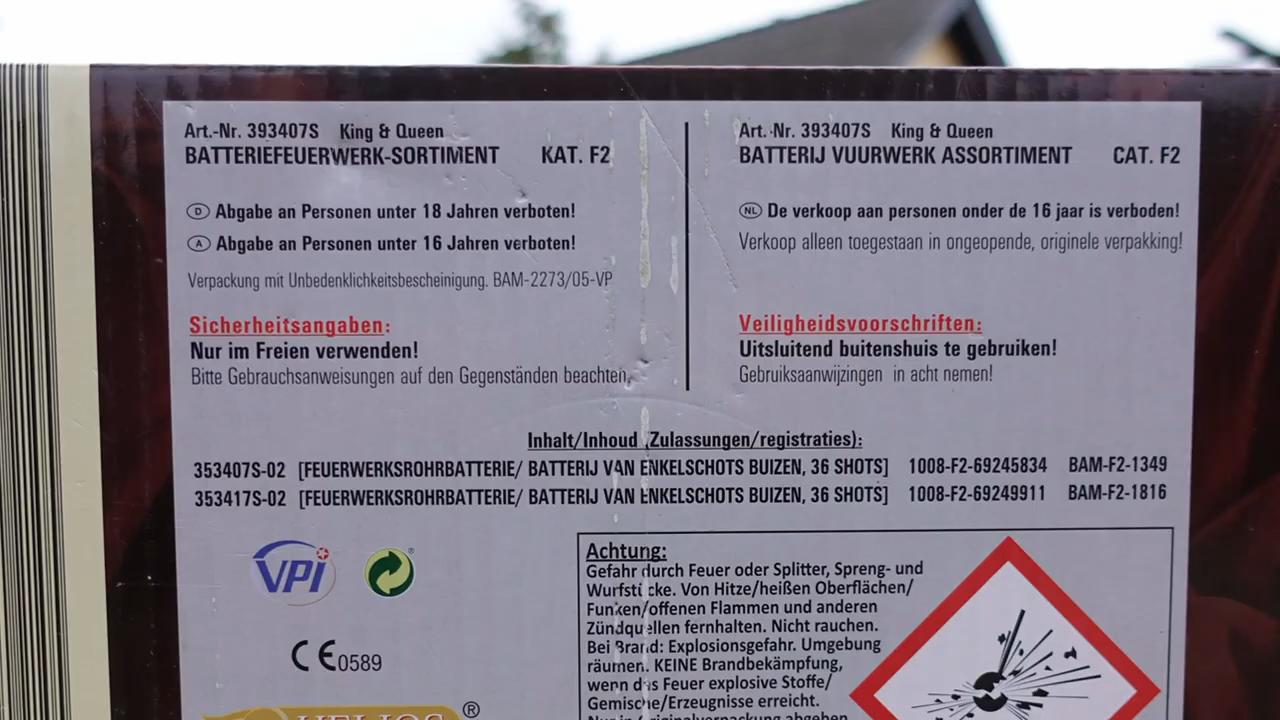 Art.-Nr. 393407S King & Queen
BATTERIEFEUERWERK-SORTIMENT KAT. F2
D Abgabe an Personen unter 18 Jahren verboten!
A Abgabe an Personen unter 16 Jahren verboten!
Verpackung mit Unbedenklichkeitsbescheinigung. BAM-2273/05-VP
Sicherheitsangaben:
Nur im Freien verwenden!
Bitte Gebrauchsanweisungen auf den Gegenständen beachten,
Art.-Nr. 393407S King & Queen
BATTERIJ VUURWERK ASSORTIMENT CAT. F2
NL De verkoop aan personen onder de 16 jaar is verboden!
Verkoop alleen toegestaan in ongeopende, originele verpakking!
Veiligheidsvoorschriften:
Uitsluitend buitenshuis te gebruiken!
Gebruiksaanwijzingen in acht nemen!
Inhalt/Inhoud (Zulassungen/registraties):
353407S-02 [FEUERWERKSROHRBATTERIE/ BATTERIJ VAN ENKELSCHOTS BUIZEN, 36 SHOTS] 1008-F2-69245834 BAM-F2-1349
353417S-02 [FEUERWERKSROHRBATTERIE/ BATTERIJ VAN ENKELSCHOTS BUIZEN, 36 SHOTS] 1008-F2-69249911 BAM-F2-1816
VPI
®
CE0589
HELIOS®
Achtung:
Gefahr durch Feuer oder Splitter, Spreng- und
Wurfstücke. Von Hitze/heißen Oberflächen/
Funken/offenen Flammen und anderen
Zündquellen fernhalten. Nicht rauchen.
Bei Brand: Explosionsgefahr. Umgebung
räumen. KEINE Brandbekämpfung,
wenn das Feuer explosive Stoffe/
Gemische/Erzeugnisse erreicht.
Nur in Originalverpackung abgeben